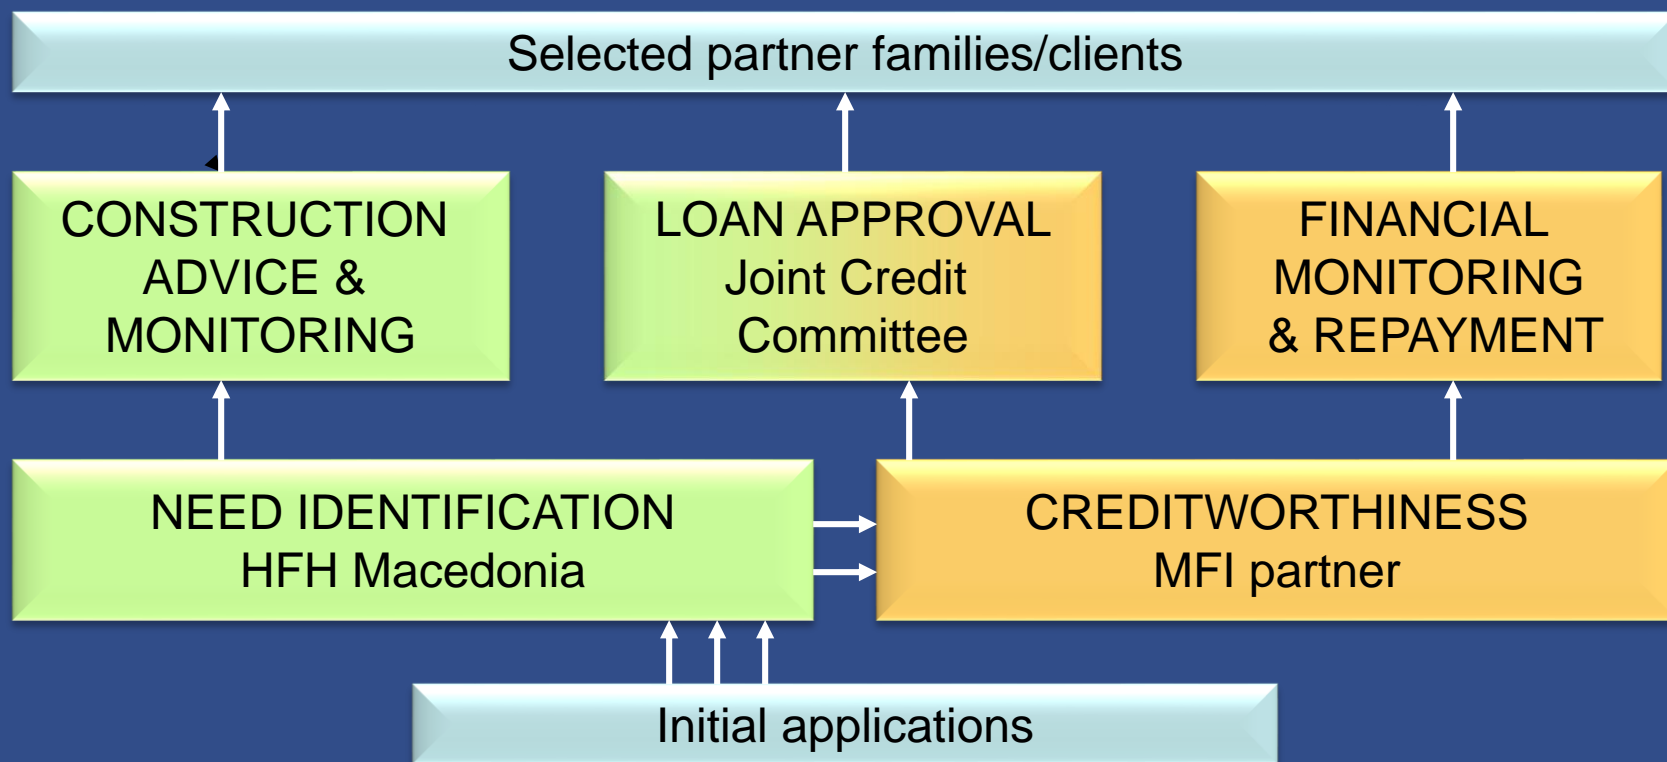 Selected partner families/clients
CONSTRUCTION
ADVICE &
MONITORING
LOAN APPROVAL
Joint Credit
Committee
FINANCIAL
MONITORING
& REPAYMENT
NEED IDENTIFICATION
HFH Macedonia
CREDITWORTHINESS
MFI partner
Initial applications